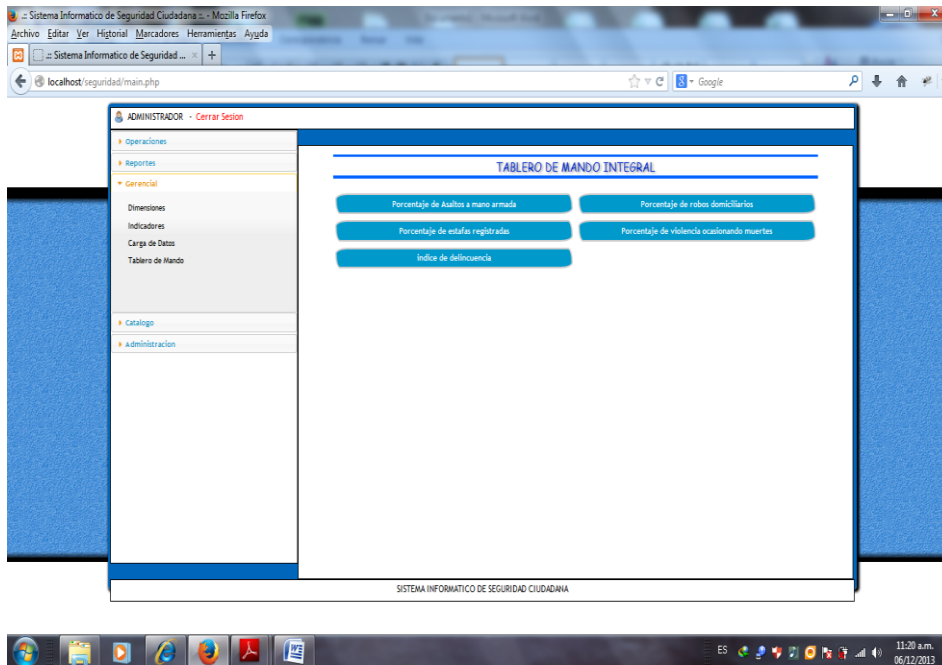 .:: Sistema Informatico de Seguridad Ciudadana ::. - Mozilla Firefox
Archivo Editar Ver Historial Marcadores Herramientas Ayuda
.:: Sistema Informatico de Seguridad ... × +
localhost/seguridad/main.php
Google
ADMINISTRADOR - Cerrar Sesion
Operaciones
Reportes
Gerencial
Dimensiones
Indicadores
Carga de Datos
Tablero de Mando
Catalogo
Administracion
TABLERO DE MANDO INTEGRAL
Porcentaje de Asaltos a mano armada
Porcentaje de robos domiciliarios
Porcentaje de estafas registradas
Porcentaje de violencia ocasionando muertes
índice de delincuencia
SISTEMA INFORMATICO DE SEGURIDAD CIUDADANA
ES
11:20 a.m.
06/12/2013